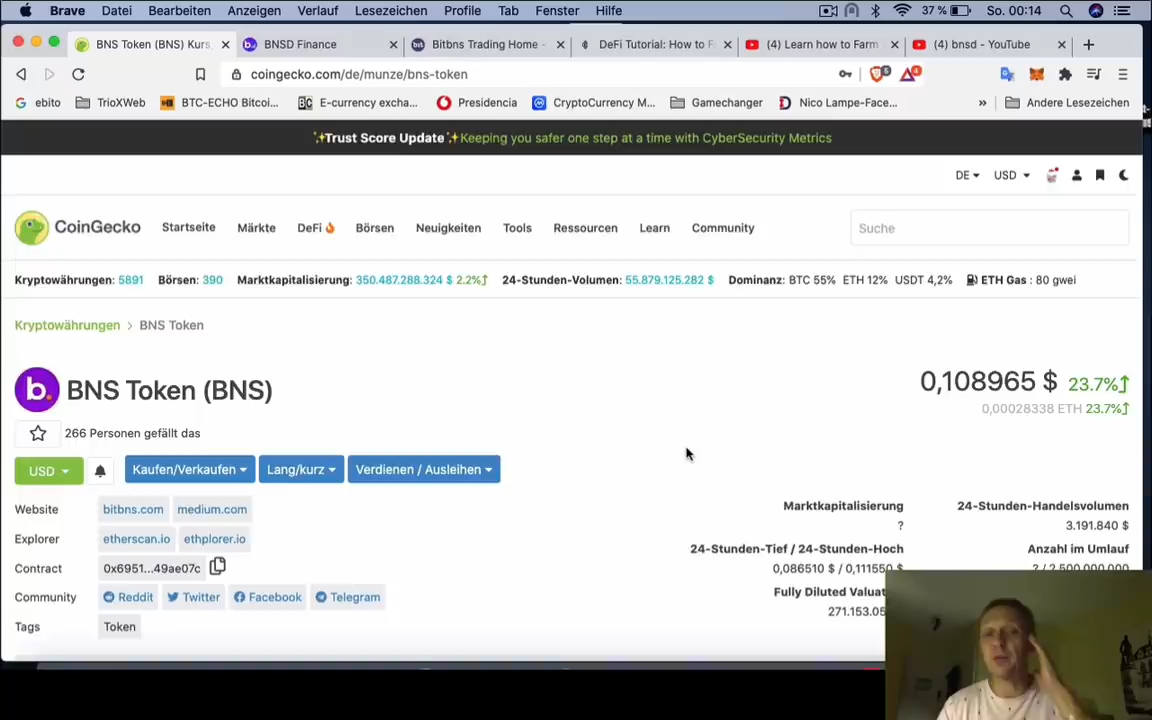 Brave Datei Bearbeiten Anzeigen Verlauf Lesezeichen Profile Tab Fenster Hilfe 37 % So. 00:14
BNS Token (BNS) Kurs, BNSD Finance Bitbns Trading Home - DeFi Tutorial: How to F (4) Learn how to Farm (4) bnsd - YouTube
coingecko.com/de/munze/bns-token
ebito TrioXWeb BTC-ECHO Bitcoi... E-currency excha... Presidencia CryptoCurrency M... Gamechanger Nico Lampe-Face... » Andere Lesezeichen
✨Trust Score Update✨Keeping you safer one step at a time with CyberSecurity Metrics
DE USD
CoinGecko Startseite Märkte DeFi Börsen Neuigkeiten Tools Ressourcen Learn Community Suche
Kryptowährungen: 5891 Börsen: 390 Marktkapitalisierung: 350.487.288.324 $ 2.2% 24-Stunden-Volumen: 55.879.125.282 $ Dominanz: BTC 55% ETH 12% USDT 4,2% ETH Gas : 80 gwei
Kryptowährungen > BNS Token
b. BNS Token (BNS) 0,108965 $ 23.7%
0,00028338 ETH 23.7%
266 Personen gefällt das
USD Kaufen/Verkaufen Lang/kurz Verdienen / Ausleihen
Website bitbns.com medium.com Marktkapitalisierung 24-Stunden-Handelsvolumen
? 3.191.840 $
Explorer etherscan.io ethplorer.io 24-Stunden-Tief / 24-Stunden-Hoch Anzahl im Umlauf
Contract 0x6951...49ae07c 0,086510 $ / 0,111550 $ ? / 2.500.000.000
Community Reddit Twitter Facebook Telegram Fully Diluted Valuat
271.153.05
Tags Token